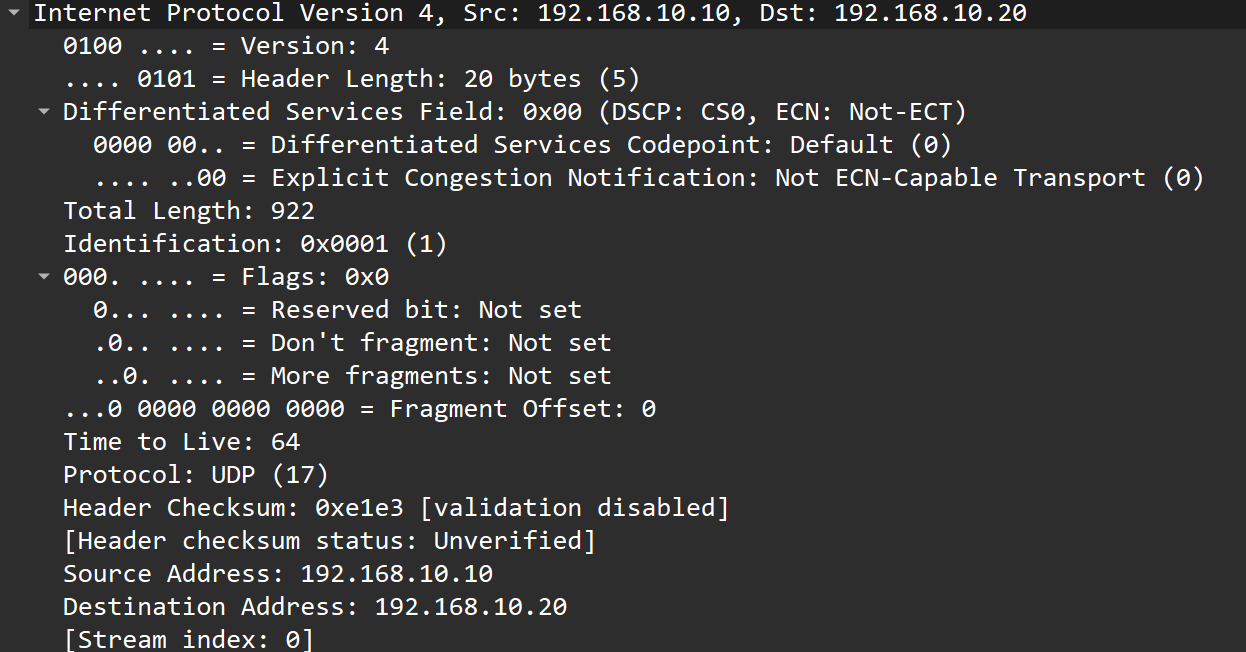 Internet Protocol Version 4, Src: 192.168.10.10, Dst: 192.168.10.20
0100 .... = Version: 4
.... 0101 = Header Length: 20 bytes (5)
Differentiated Services Field: 0x00 (DSCP: CS0, ECN: Not-ECT)
0000 00.. = Differentiated Services Codepoint: Default (0)
.... ..00 = Explicit Congestion Notification: Not ECN-Capable Transport (0)
Total Length: 922
Identification: 0x0001 (1)
000. .... = Flags: 0x0
0... .... = Reserved bit: Not set
.0.. .... = Don't fragment: Not set
..0. .... = More fragments: Not set
...0 0000 0000 0000 = Fragment Offset: 0
Time to Live: 64
Protocol: UDP (17)
Header Checksum: 0xe1e3 [validation disabled]
[Header checksum status: Unverified]
Source Address: 192.168.10.10
Destination Address: 192.168.10.20
[Stream index: 0]